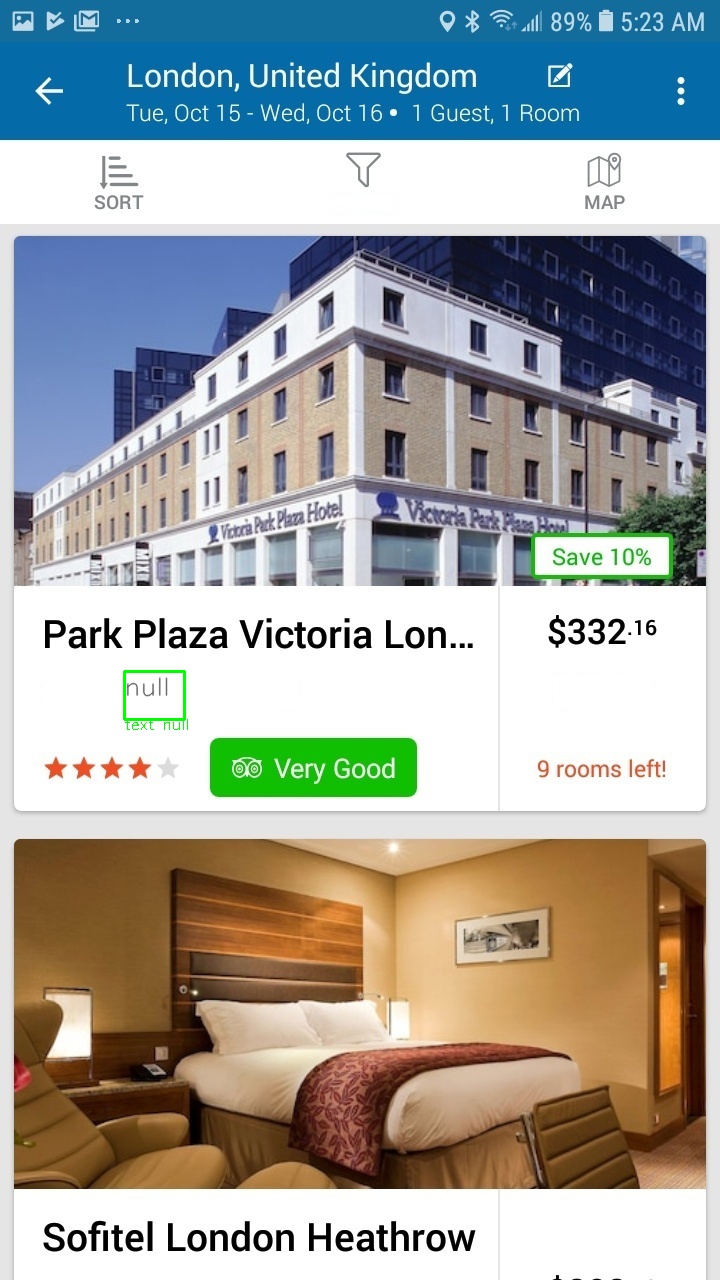 89% 5:23 AM
London, United Kingdom
Tue, Oct 15 - Wed, Oct 16 • 1 Guest, 1 Room
SORT
MAP
Victoria Park Plaza Hotel
Victoria Park Plaza Hotel
Save 10%
Park Plaza Victoria Lon...
$332.16
null
text null
Very Good
9 rooms left!
Sofitel London Heathrow